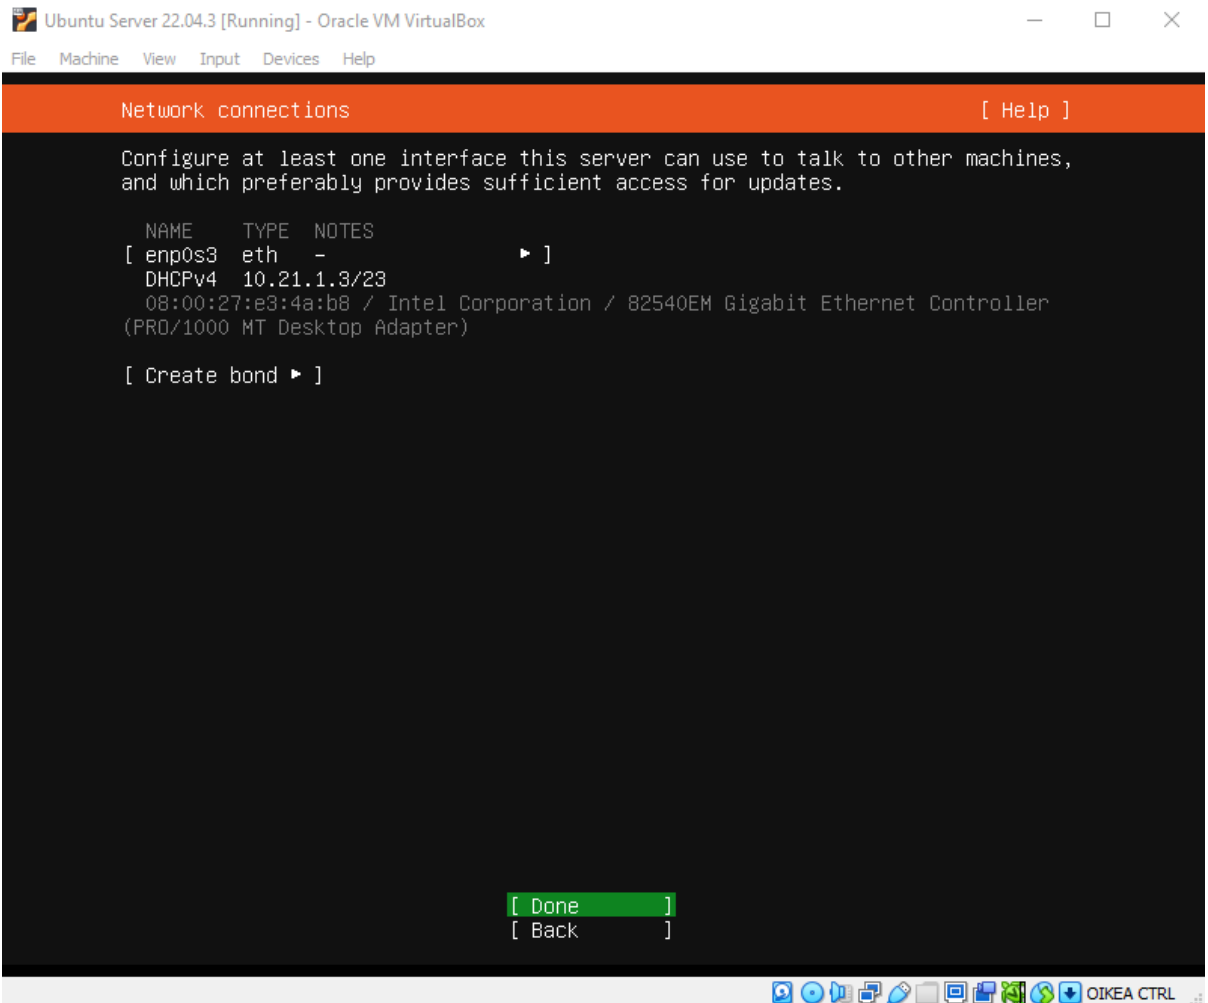 Ubuntu Server 22.04.3 [Running] - Oracle VM VirtualBox
File Machine View Input Devices Help
Network connections [ Help ]
Configure at least one interface this server can use to talk to other machines,
and which preferably provides sufficient access for updates.
NAME TYPE NOTES
[ enp0s3 eth - ▸ ]
DHCPv4 10.21.1.3/23
08:00:27:e3:4a:b8 / Intel Corporation / 82540EM Gigabit Ethernet Controller
(PRO/1000 MT Desktop Adapter)
[ Create bond ▸ ]
[ Done ]
[ Back ]
OIKEA CTRL